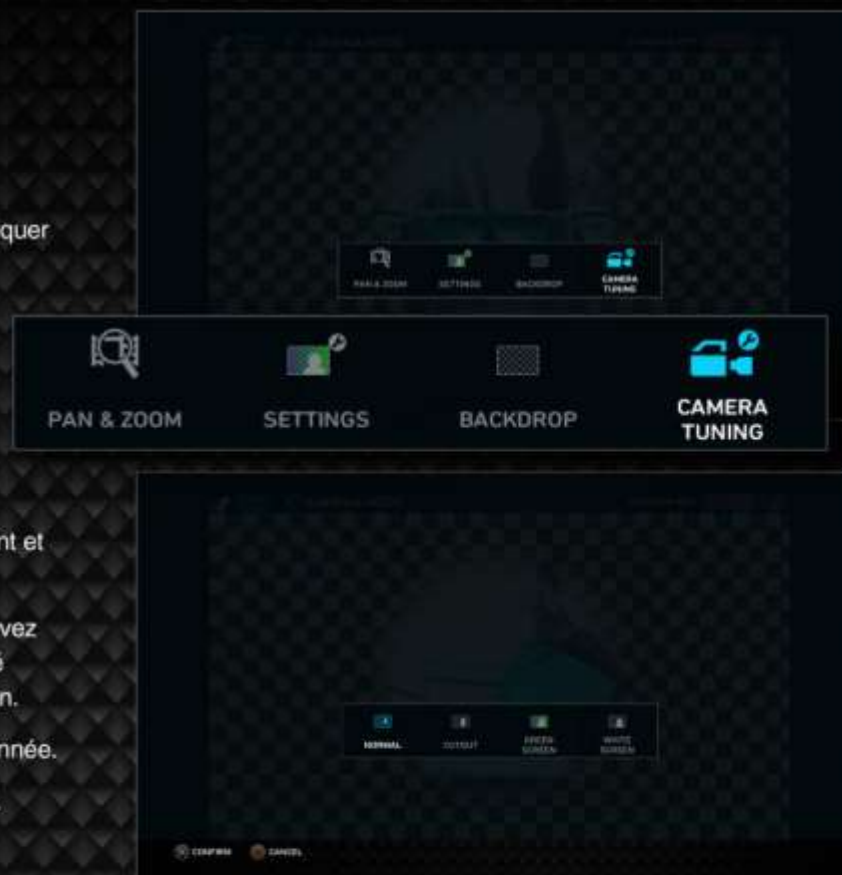 quer
PAN & ZOOM SETTINGS BACKDROP CAMERA TUNING
PAN & ZOOM SETTINGS BACKDROP CAMERA TUNING
nt et
vez
é
n.
nnée.
NORMAL CUTOUT GREEN SCREEN WHITE SCREEN
CONFIRM CANCEL